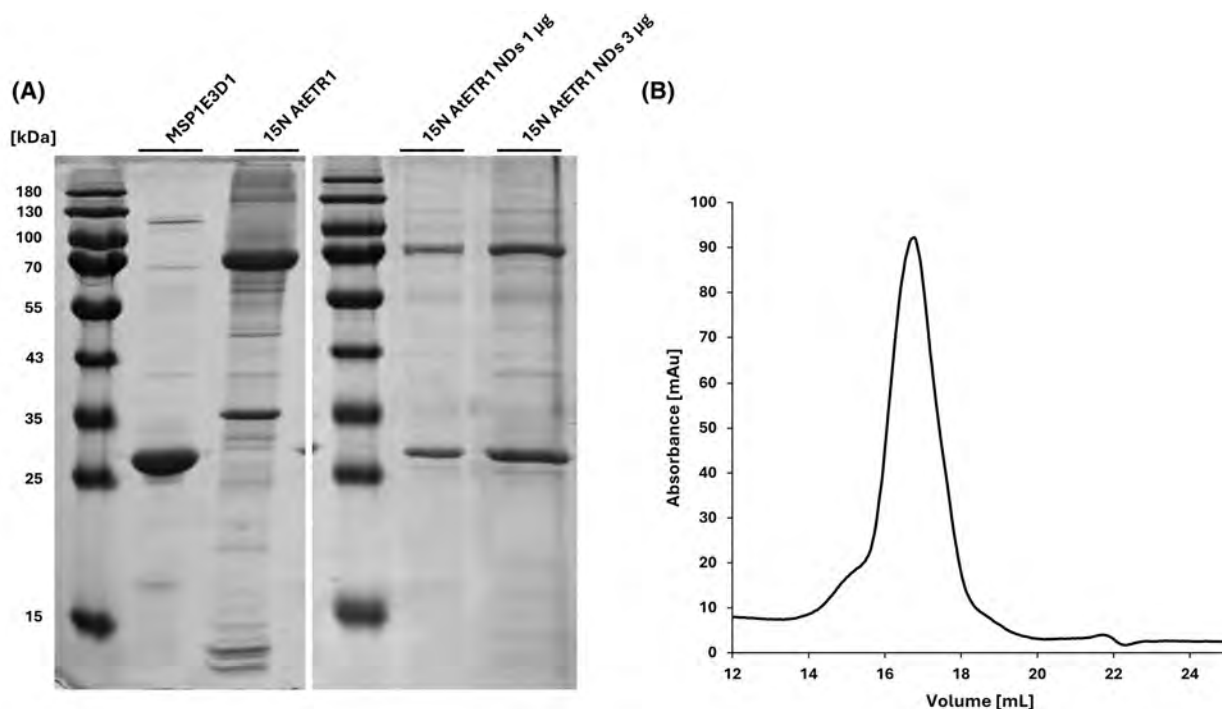 (A)
[kDa]
MSP1E3D1
15N AtETR1
15N AtETR1 NDs 1 µg
15N AtETR1 NDs 3 µg
180
130
100
70
55
43
35
25
15
(B)
Absorbance [mAu]
100
90
80
70
60
50
40
30
20
10
0
12 14 16 18 20 22 24
Volume [mL]